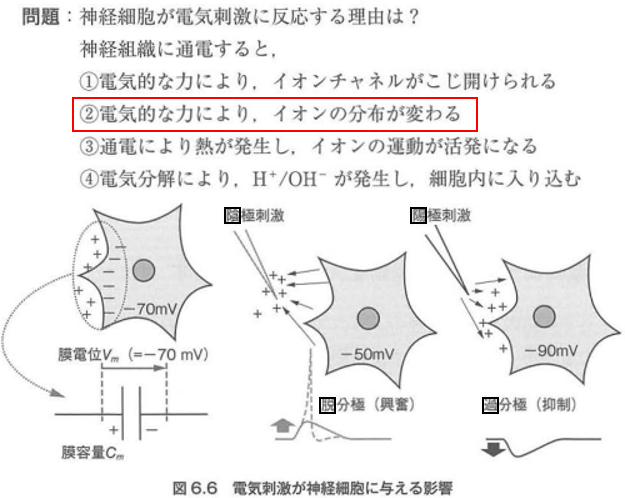 問題：神経細胞が電気刺激に反応する理由は？
神経組織に通電すると，
①電気的な力により，イオンチャネルがこじ開けられる
②電気的な力により，イオンの分布が変わる
③通電により熱が発生し，イオンの運動が活発になる
④電気分解により，H⁺/OH⁻ が発生し，細胞内に入り込む
陰極刺激
陽極刺激
−70mV
−50mV
−90mV
膜電位Vm（=−70 mV）
脱分極（興奮）
過分極（抑制）
+ −
膜容量Cm
図 6.6 電気刺激が神経細胞に与える影響